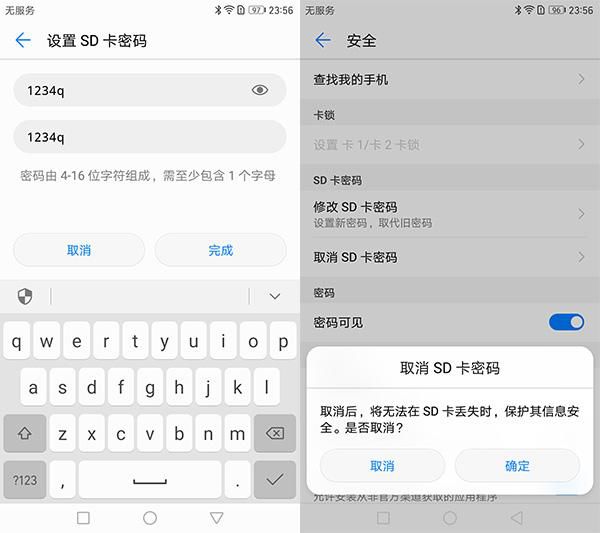 无服务
97
23:56
设置 SD 卡密码
1234q
1234q
密码由 4-16 位字符组成，需至少包含 1 个字母
取消
完成
q w e r t y u i o p
a s d f g h j k l
z x c v b n m
?123 , .
无服务
96
23:56
安全
查找我的手机
卡锁
设置 卡 1/卡 2 卡锁
SD 卡密码
修改 SD 卡密码
设置新密码，取代旧密码
取消 SD 卡密码
密码
密码可见
取消 SD 卡密码
取消后，将无法在 SD 卡丢失时，保护其信息安
全。是否取消？
取消
确定
允许安装从非官方渠道获取的应用程序